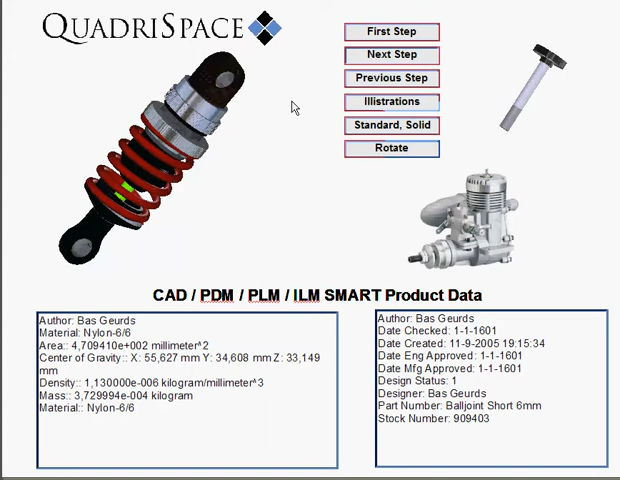 QUADRISPACE
First Step
Next Step
Previous Step
Illistrations
Standard, Solid
Rotate
CAD / PDM / PLM / ILM SMART Product Data
Author: Bas Geurds
Material: Nylon-6/6
Area:: 4,709410e+002 millimeter^2
Center of Gravity:: X: 55,627 mm Y: 34,608 mm Z: 33,149
mm
Density:: 1,130000e-006 kilogram/millimeter^3
Mass:: 3,729994e-004 kilogram
Material:: Nylon-6/6
Author: Bas Geurds
Date Checked: 1-1-1601
Date Created: 11-9-2005 19:15:34
Date Eng Approved: 1-1-1601
Date Mfg Approved: 1-1-1601
Design Status: 1
Designer: Bas Geurds
Part Number: Balljoint Short 6mm
Stock Number: 909403